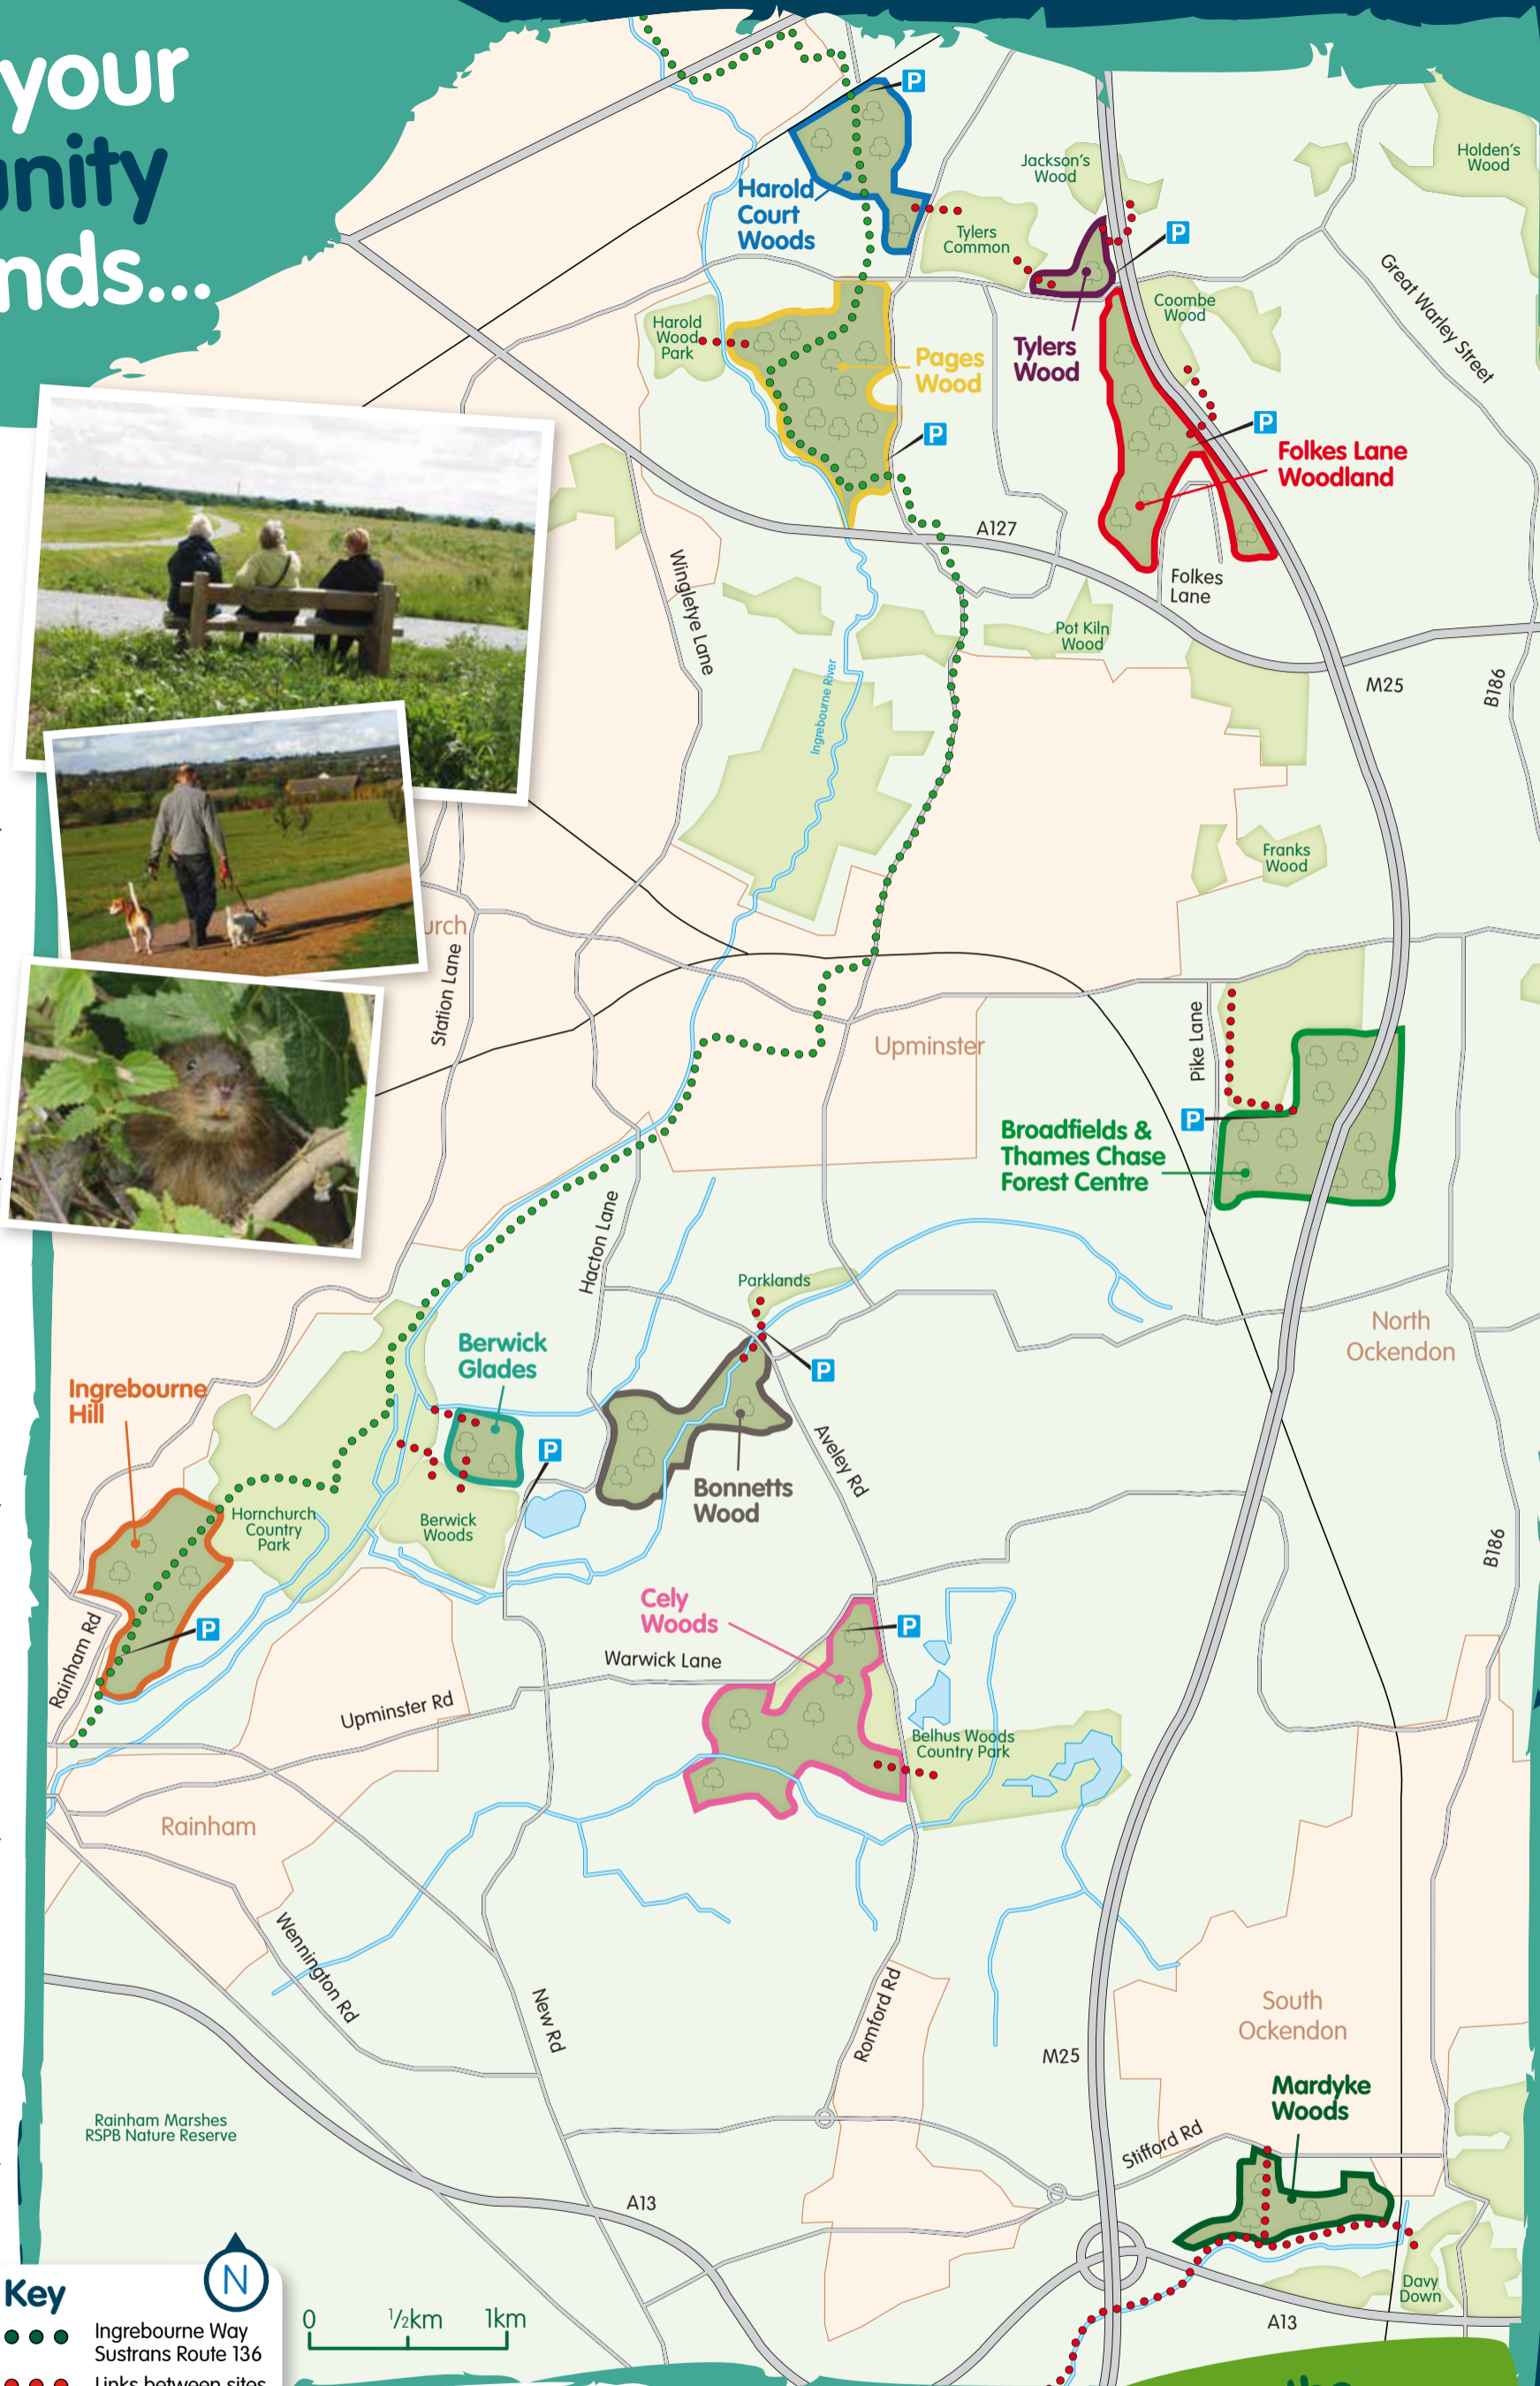 your
unity
nds...
P
Harold
Court
Woods
Jackson's
Wood
Holden's
Wood
Tylers
Common
P
Great Warley Street
Harold
Wood
Park
Coombe
Wood
Tylers
Wood
Pages
Wood
P
P
Folkes Lane
Woodland
A127
Wingletye Lane
Folkes
Lane
Pot Kiln
Wood
Ingrebourne River
M25
B186
Franks
Wood
urch
Station Lane
Upminster
Pike Lane
P
Broadfields &
Thames Chase
Forest Centre
Hacton Lane
Parklands
North
Ockendon
Berwick
Glades
P
Ingrebourne
Hill
P
Aveley Rd
Bonnetts
Wood
Hornchurch
Country
Park
Berwick
Woods
B186
Cely
Woods
P
P
Rainham Rd
Warwick Lane
Upminster Rd
Belhus Woods
Country Park
Rainham
Wennington Rd
New Rd
Romford Rd
South
Ockendon
M25
Mardyke
Woods
Rainham Marshes
RSPB Nature Reserve
Stifford Rd
A13
Davy
Down
A13
N
Key
0 1/2km 1km
Ingrebourne Way
Sustrans Route 136
Links between sites